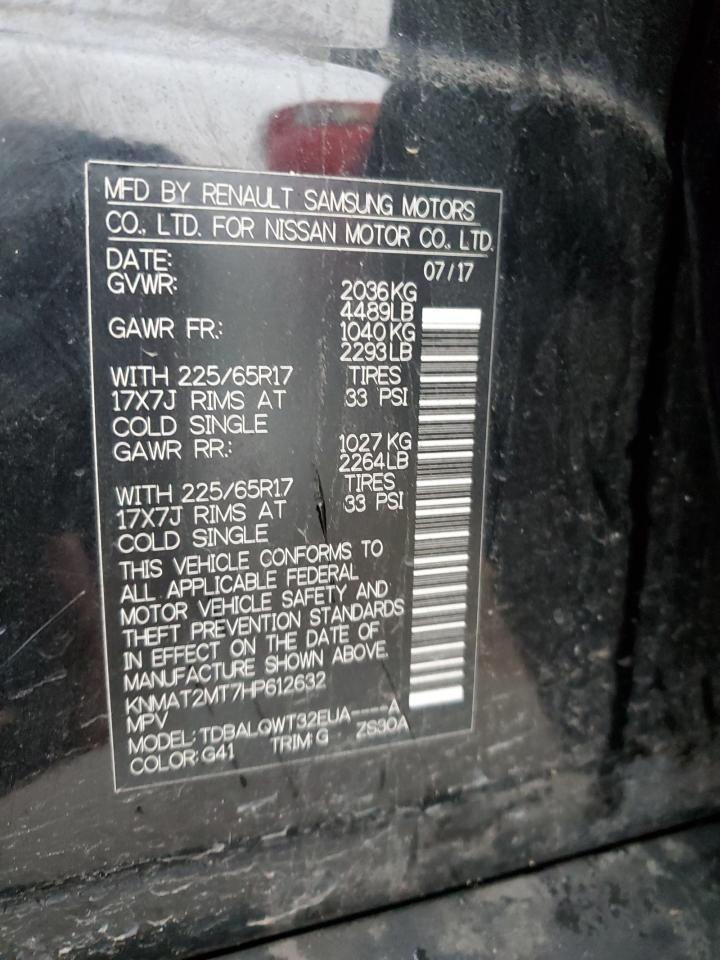 MFD BY RENAULT SAMSUNG MOTORS
CO., LTD. FOR NISSAN MOTOR CO., LTD.
DATE: 07/17
GVWR: 2036KG
4489LB
GAWR FR.: 1040KG
2293LB
WITH 225/65R17 TIRES
17X7J RIMS AT 33 PSI
COLD SINGLE
GAWR RR.: 1027KG
2264LB
WITH 225/65R17 TIRES
17X7J RIMS AT 33 PSI
COLD SINGLE
THIS VEHICLE CONFORMS TO
ALL APPLICABLE FEDERAL
MOTOR VEHICLE SAFETY AND
THEFT PREVENTION STANDARDS
IN EFFECT ON THE DATE OF
MANUFACTURE SHOWN ABOVE.
KNMAT2MT7HP612632
MPV
MODEL: TDBALQWT32EUA----A
COLOR: G41 TRIM: G ZS30A